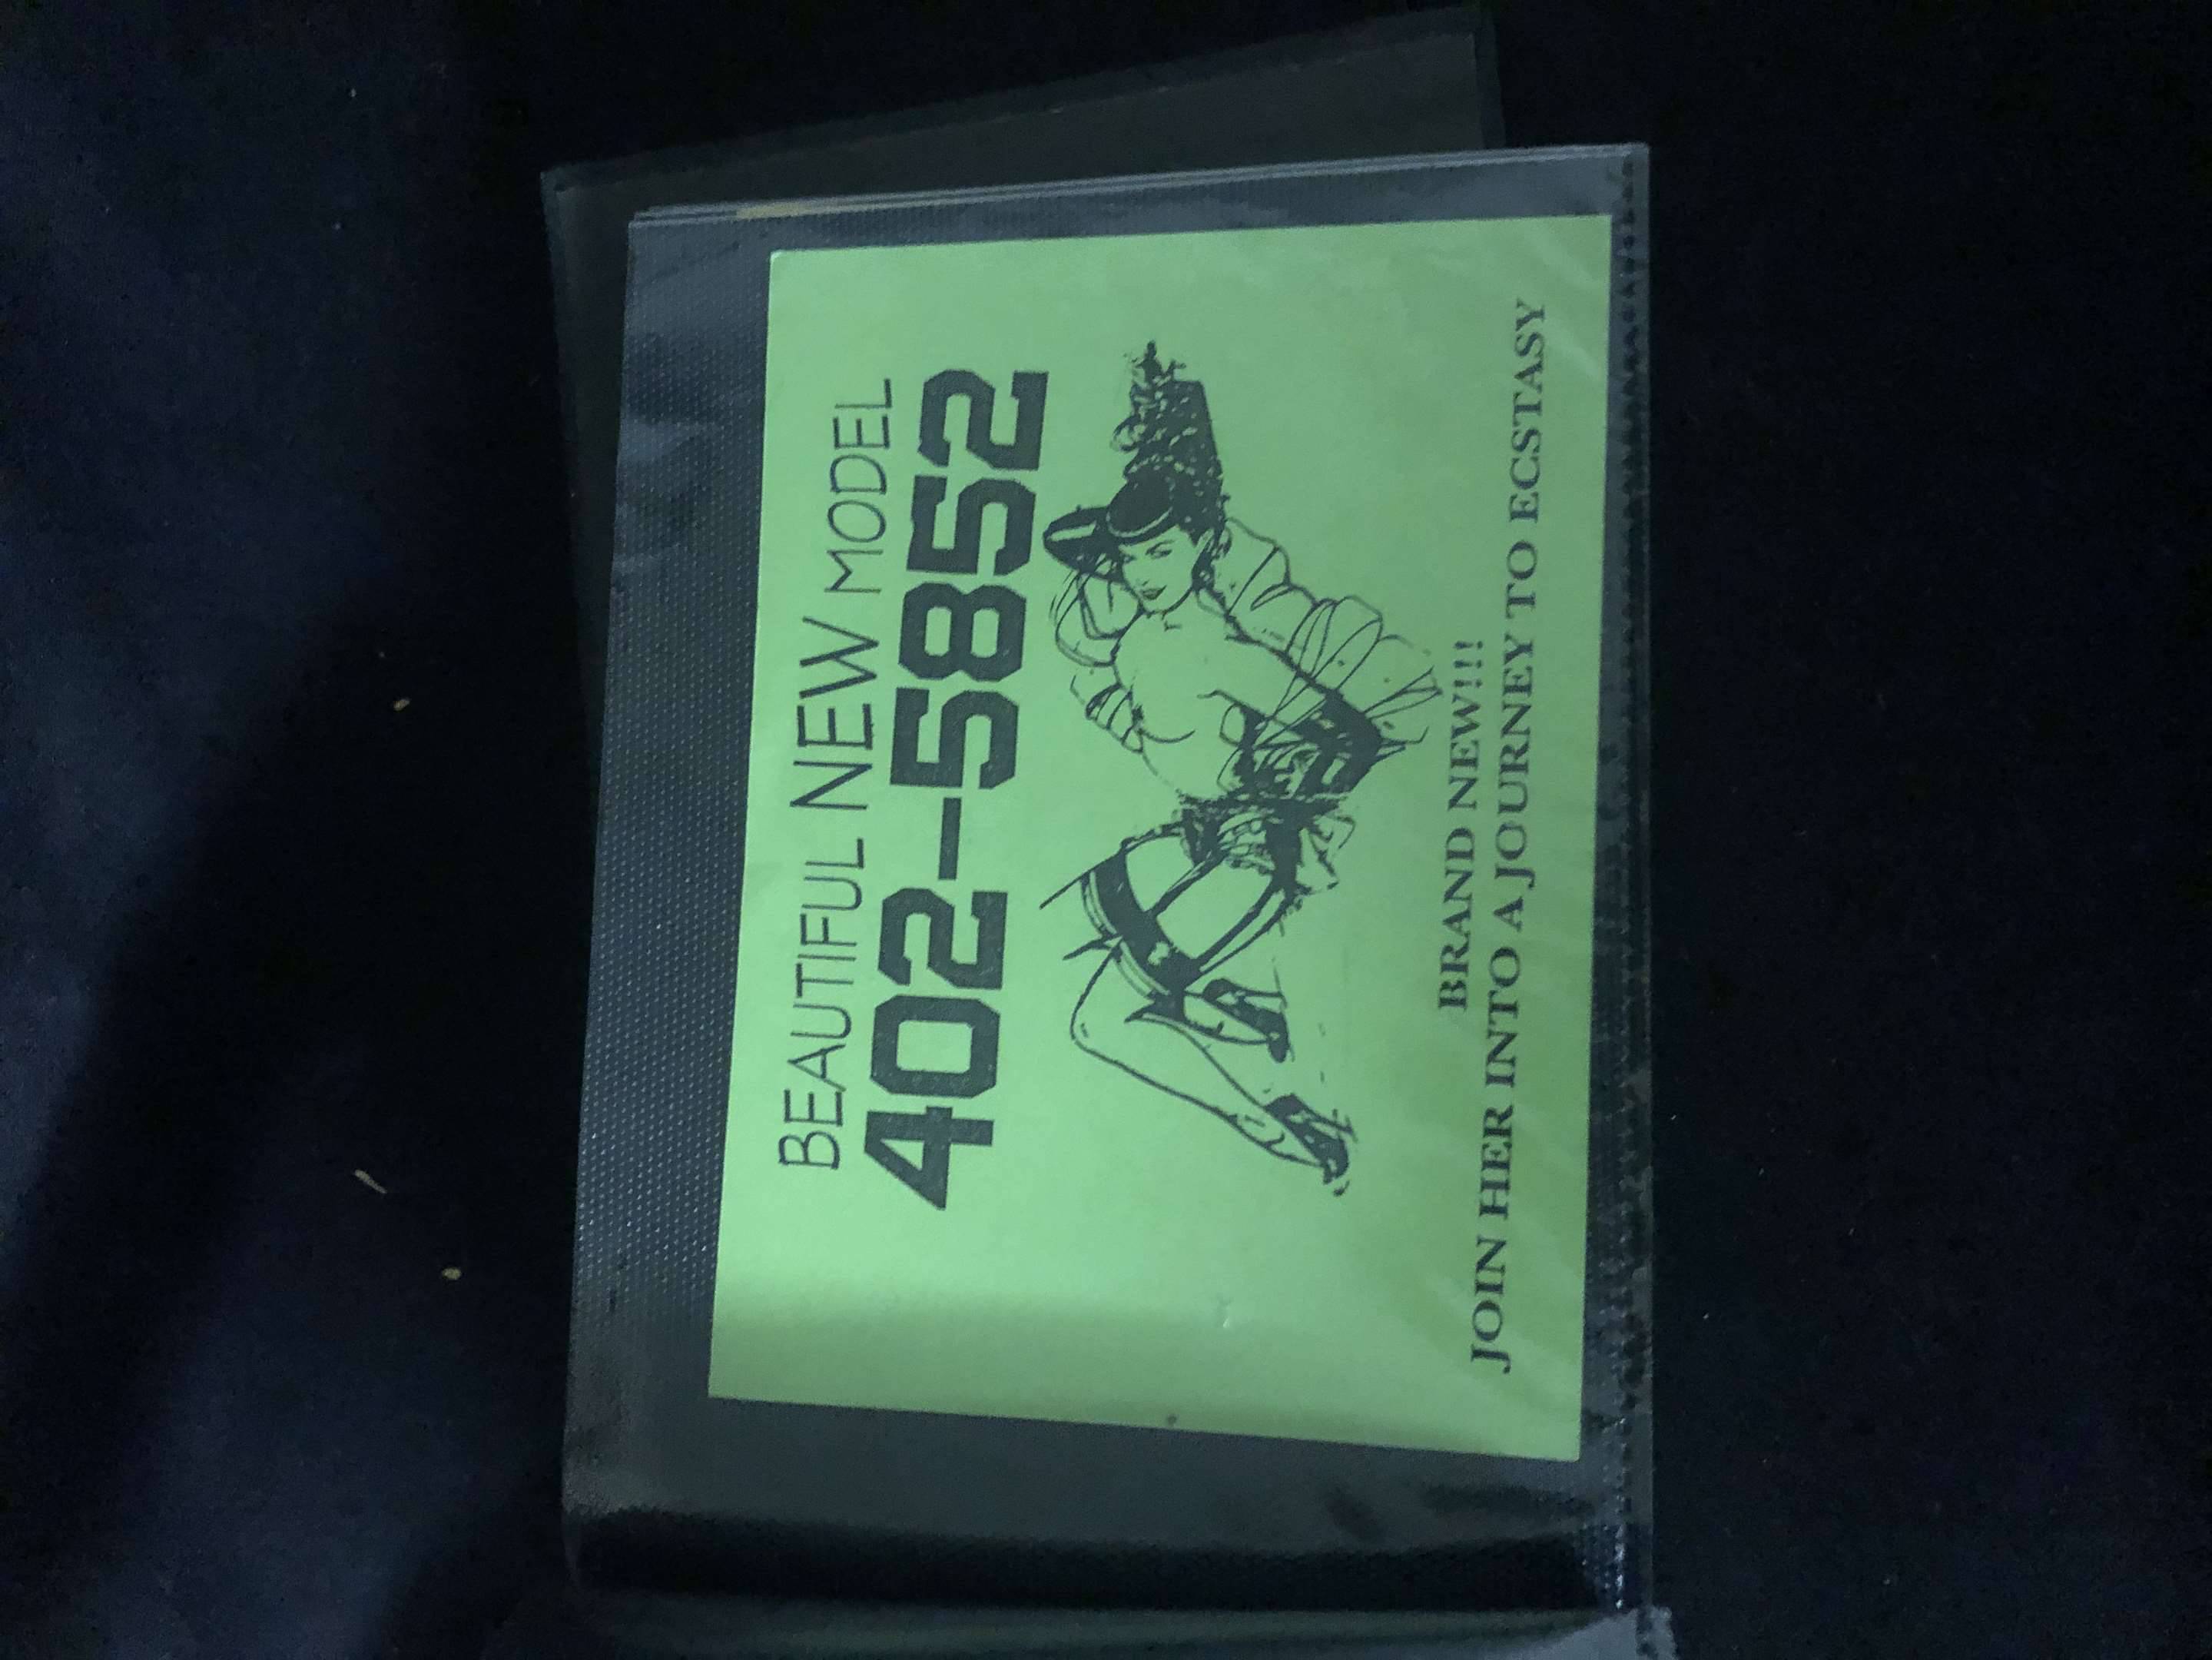 BEAUTIFUL NEW MODEL
402-5852
BRAND NEW!!!
JOIN HER INTO A JOURNEY TO ECSTASY